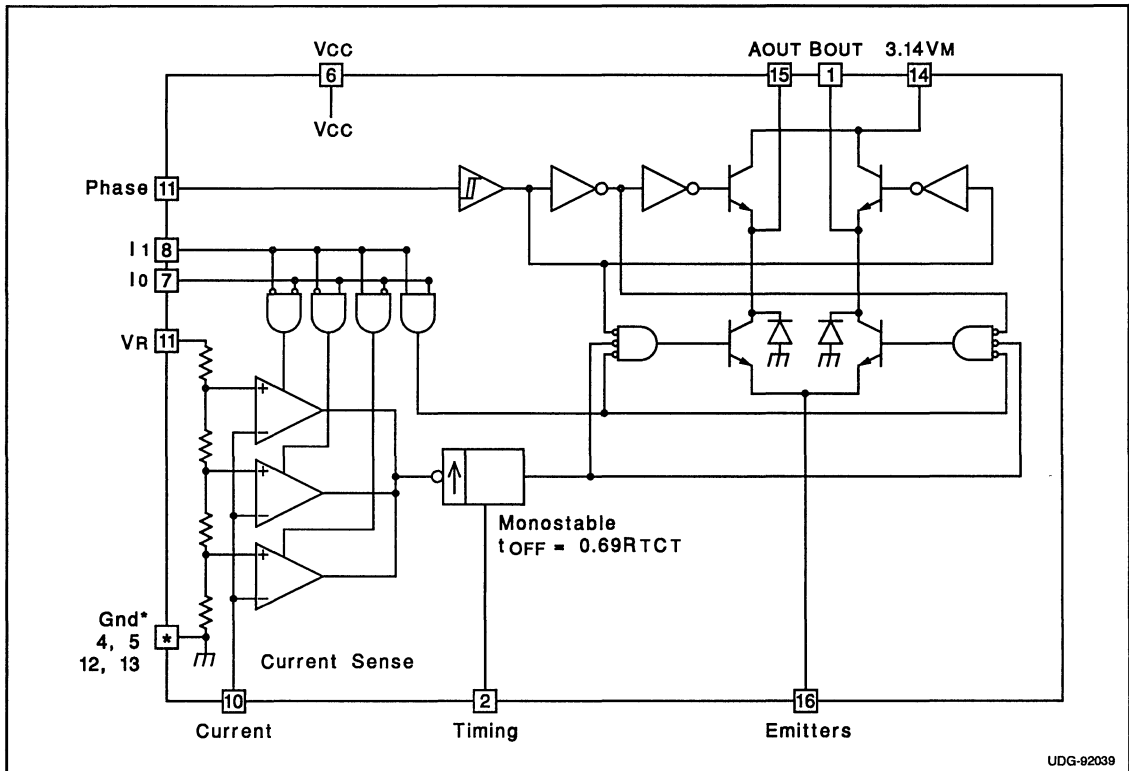 VCC
6
VCC
AOUT BOUT 3.14VM
15 1 14
Phase 11
I1 8
I0 7
VR 11
+
−
+
−
+
−
Monostable
tOFF = 0.69RTCT
Gnd*
4, 5
12, 13
*
Current Sense
10
Current
2
Timing
16
Emitters
UDG-92039